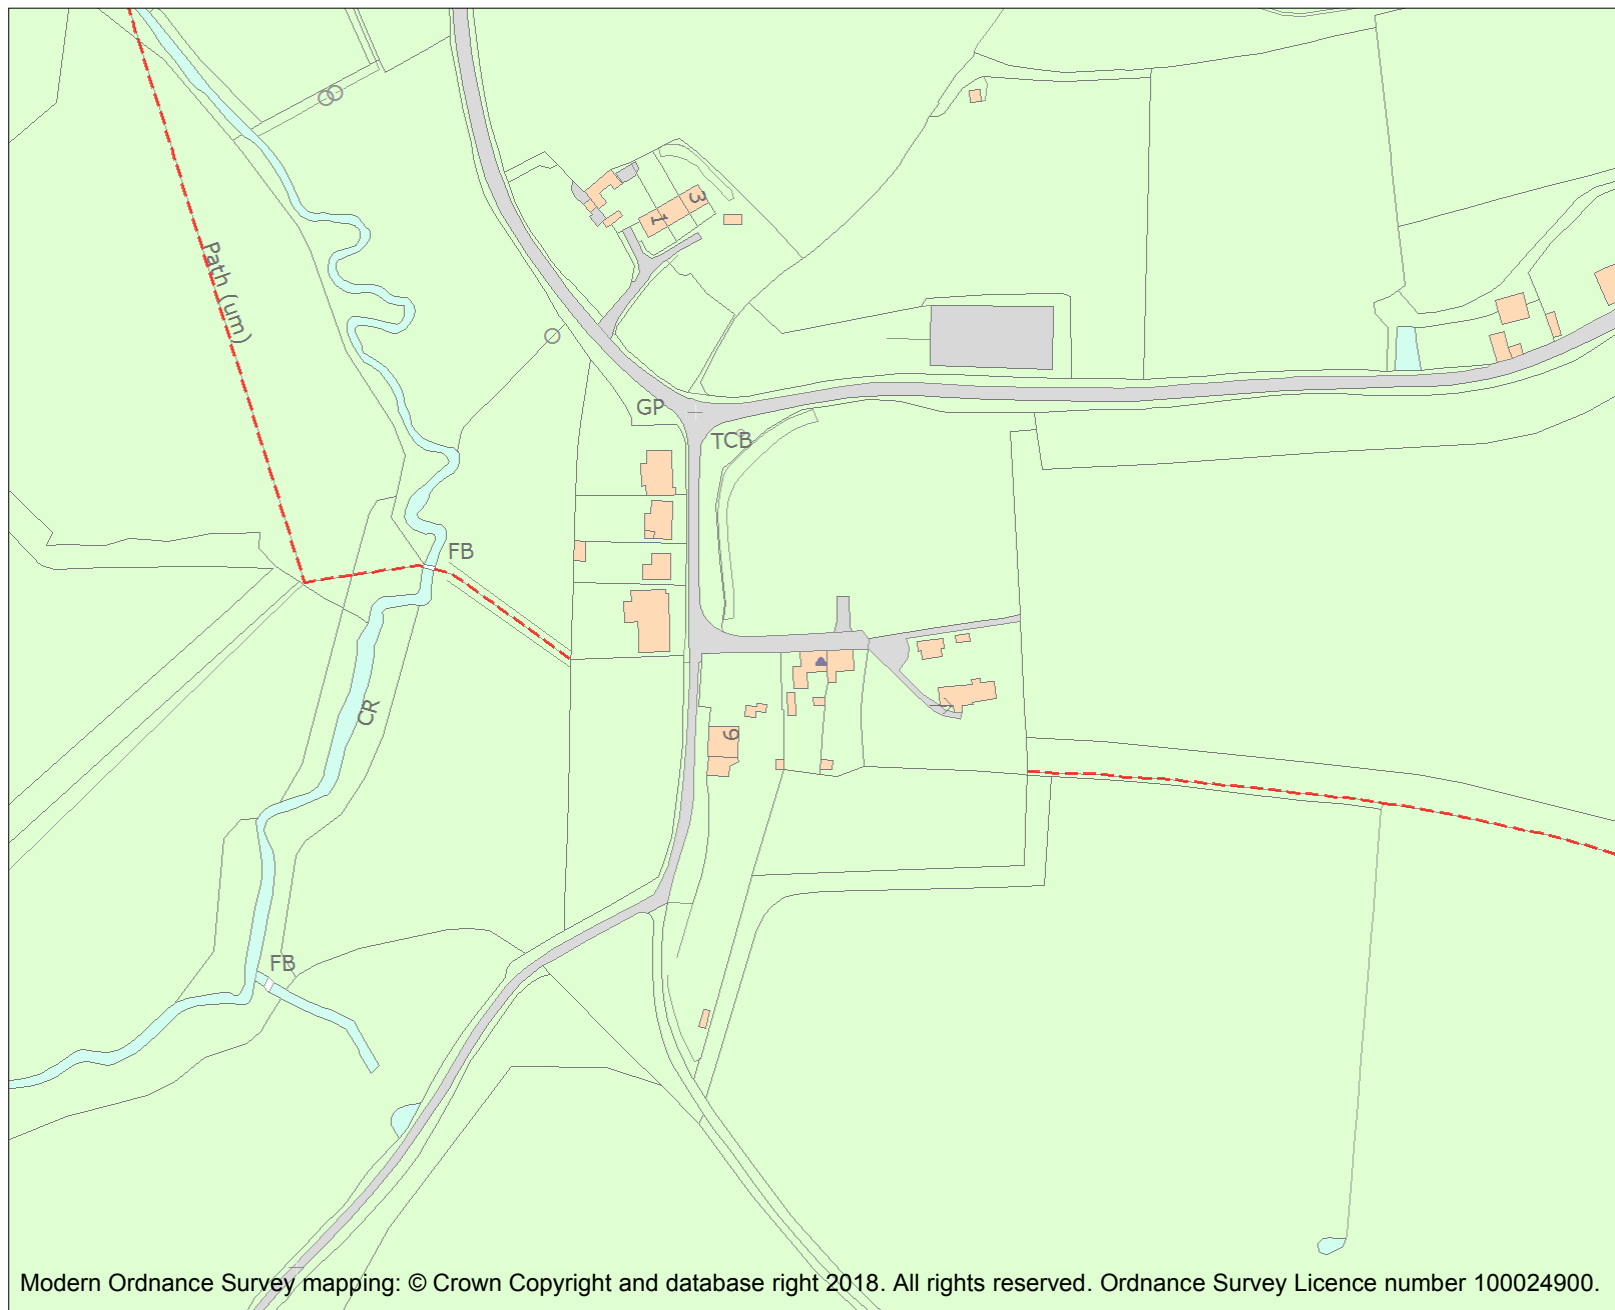 3
1
Path (um)
GP
TCB
FB
CR
6
7
FB
Modern Ordnance Survey mapping: © Crown Copyright and database right 2018. All rights reserved. Ordnance Survey Licence number 100024900.